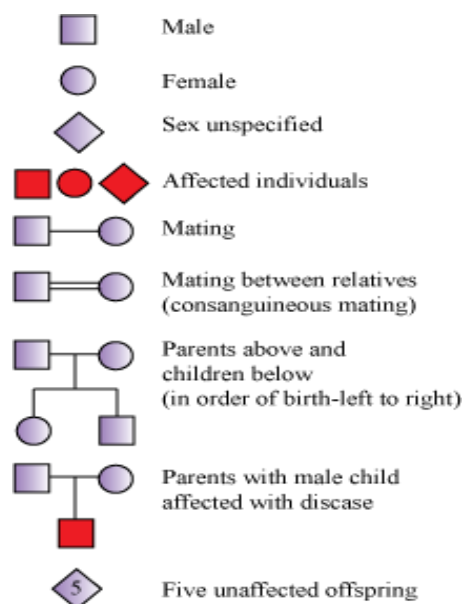 Male
Female
Sex unspecified
Affected individuals
Mating
Mating between relatives
(consanguineous mating)
Parents above and
children below
(in order of birth-left to right)
Parents with male child
affected with discase
5
Five unaffected offspring